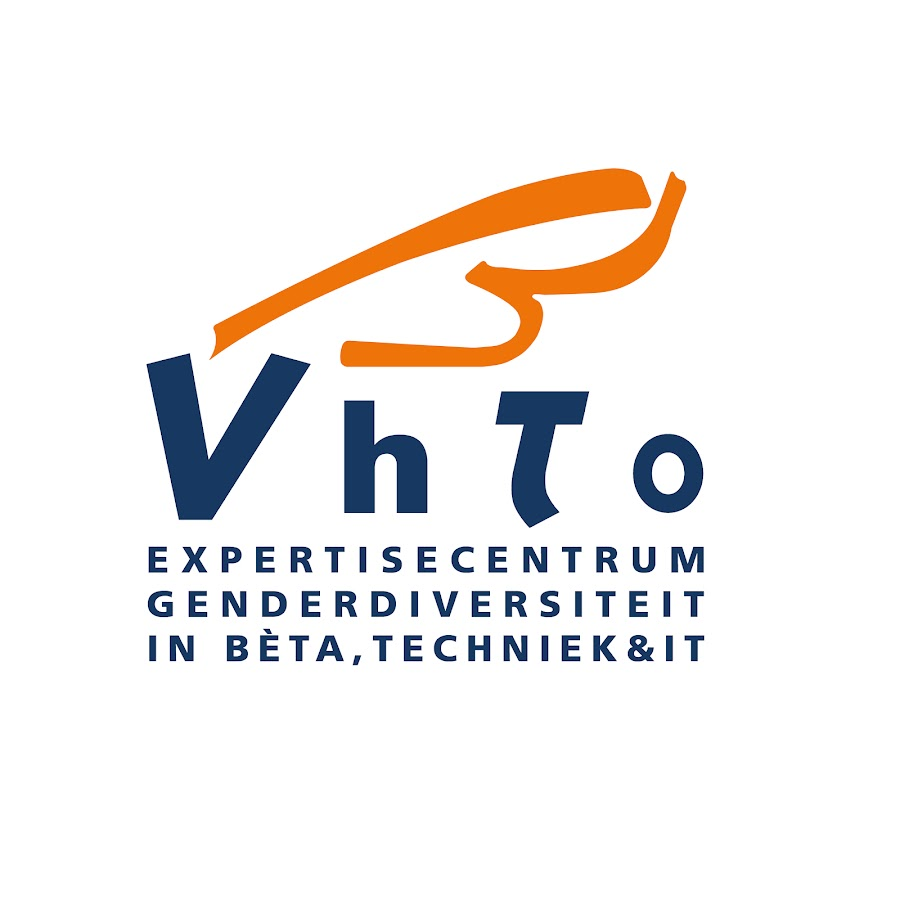 VhTo
EXPERTISECENTRUM
GENDERDIVERSITEIT
IN BÈTA, TECHNIEK&IT